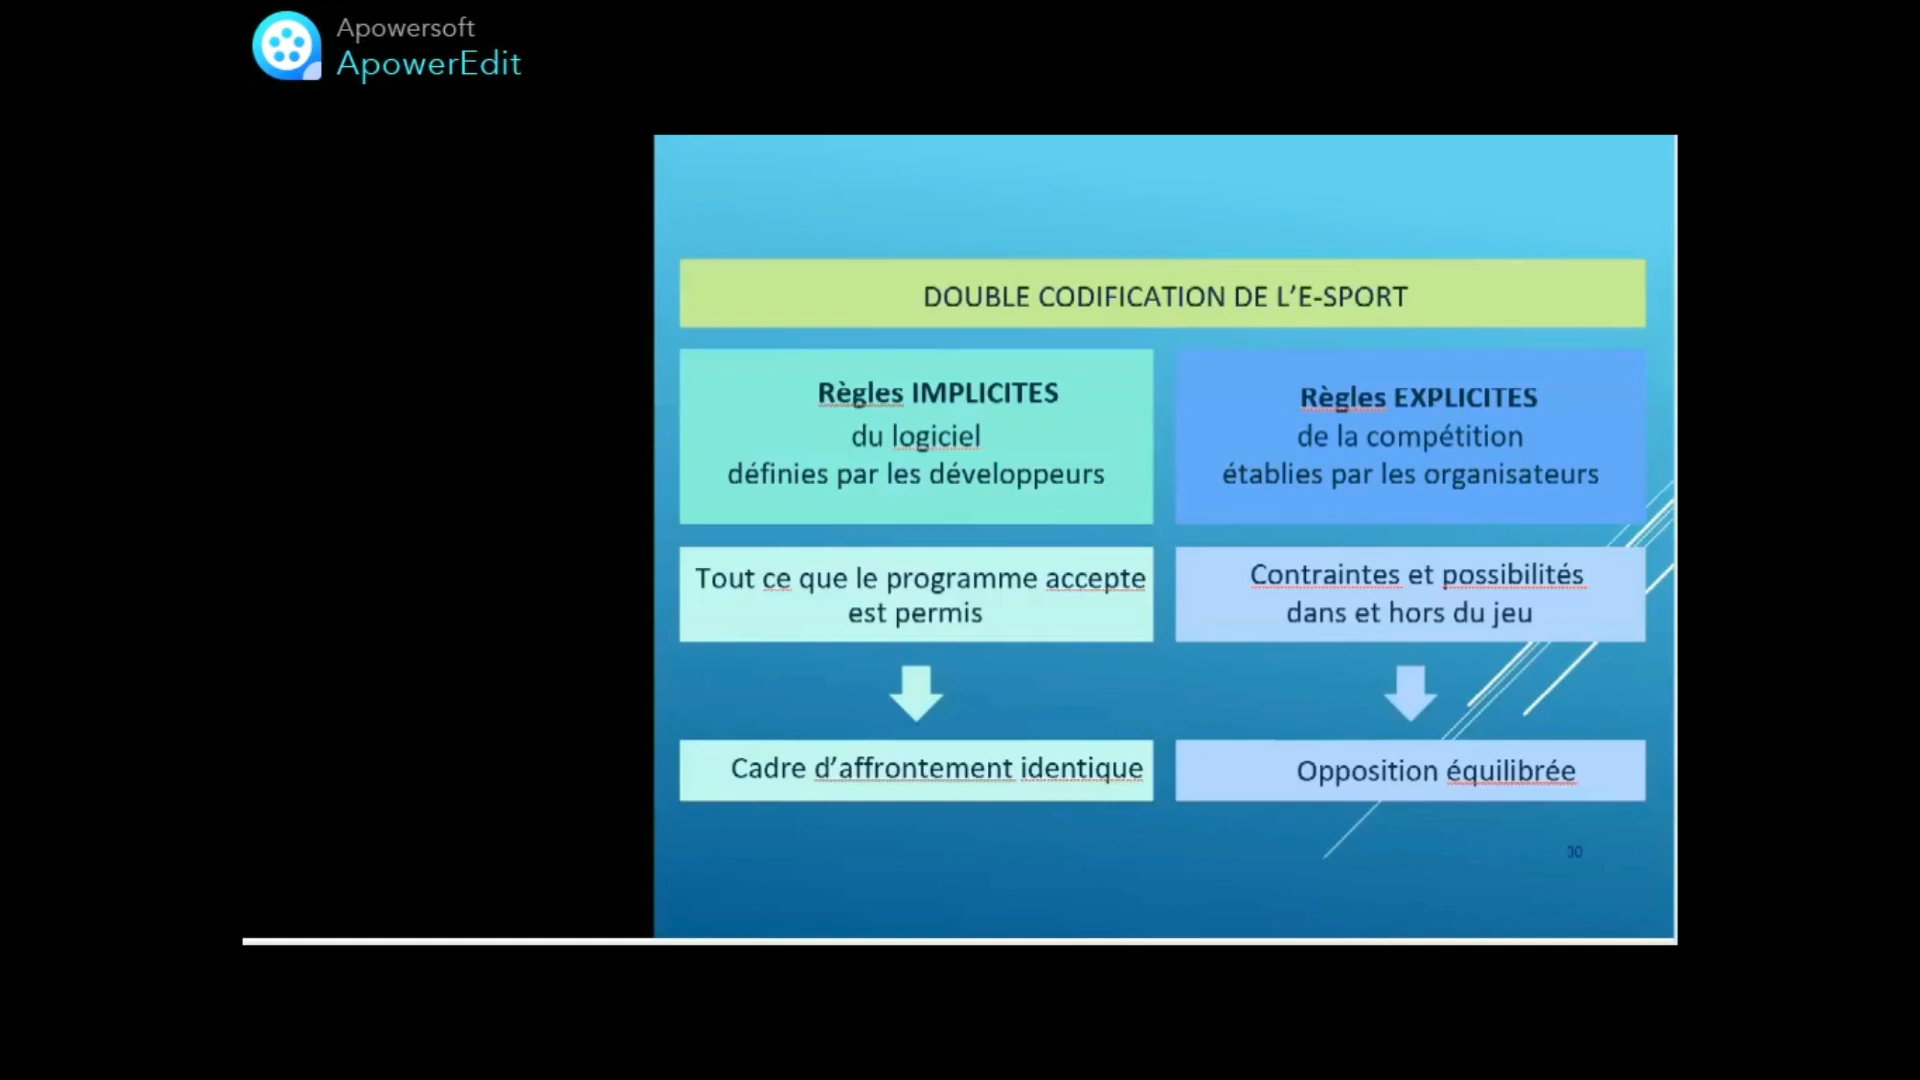 Apowersoft
ApowerEdit
DOUBLE CODIFICATION DE L'E-SPORT
Règles IMPLICITES
du logiciel
définies par les développeurs
Règles EXPLICITES
de la compétition
établies par les organisateurs
Tout ce que le programme accepte
est permis
Contraintes et possibilités
dans et hors du jeu
Cadre d'affrontement identique
Opposition équilibrée
30